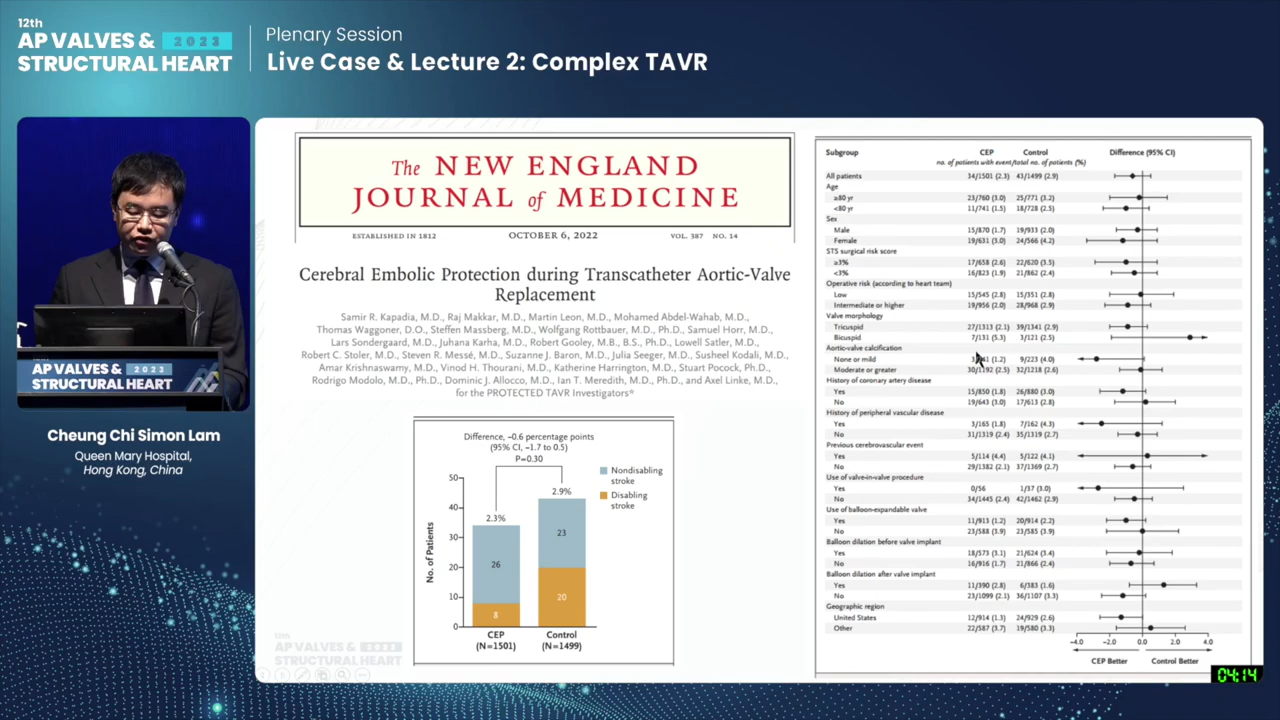 12th
AP VALVES & 2023
STRUCTURAL HEART
Plenary Session
Live Case & Lecture 2: Complex TAVR
AP VALVES & 2023
STRUCTURAL HEART
Cheung Chi Simon Lam
Queen Mary Hospital,
Hong Kong, China
The NEW ENGLAND
JOURNAL of MEDICINE
ESTABLISHED IN 1812 OCTOBER 6, 2022 VOL. 387 NO. 14
Cerebral Embolic Protection during Transcatheter Aortic-Valve
Replacement
Samir R. Kapadia, M.D., Raj Makkar, M.D., Martin Leon, M.D., Mohamed Abdel-Wahab, M.D.,
Thomas Waggoner, D.O., Steffen Massberg, M.D., Wolfgang Rottbauer, M.D., Ph.D., Samuel Horr, M.D.,
Lars Sondergaard, M.D., Juhana Karha, M.D., Robert Gooley, M.B., B.S., Ph.D., Lowell Satler, M.D.,
Robert C. Stoler, M.D., Steven R. Messé, M.D., Suzanne J. Baron, M.D., Julia Seeger, M.D., Susheel Kodali, M.D.,
Amar Krishnaswamy, M.D., Vinod H. Thourani, M.D., Katherine Harrington, M.D., Stuart Pocock, Ph.D.,
Rodrigo Modolo, M.D., Ph.D., Dominic J. Allocco, M.D., Ian T. Meredith, M.D., Ph.D., and Axel Linke, M.D.,
for the PROTECTED TAVR Investigators*
Difference, –0.6 percentage points
(95% CI, –1.7 to 0.5)
P=0.30
Nondisabling
stroke
Disabling
stroke
No. of Patients
50
40
30
20
10
0
2.3%
26
8
2.9%
23
20
CEP
(N=1501)
Control
(N=1499)
12th
AP VALVES & 2023
STRUCTURAL HEART
Subgroup CEP Control Difference (95% CI)
no. of patients with event/total no. of patients (%)
All patients 34/1501 (2.3) 43/1499 (2.9)
Age
≥80 yr 23/760 (3.0) 25/771 (3.2)
<80 yr 11/741 (1.5) 18/728 (2.5)
Sex
Male 15/870 (1.7) 19/933 (2.0)
Female 19/631 (3.0) 24/566 (4.2)
STS surgical risk score
≥3% 17/658 (2.6) 22/620 (3.5)
<3% 16/823 (1.9) 21/862 (2.4)
Operative risk (according to heart team)
Low 15/545 (2.8) 15/351 (2.8)
Intermediate or higher 19/956 (2.0) 28/968 (2.9)
Valve morphology
Tricuspid 27/1313 (2.1) 39/1341 (2.9)
Bicuspid 7/131 (5.3) 3/121 (2.5)
Aortic-valve calcification
None or mild (1.2) 9/223 (4.0)
Moderate or greater 30/1192 (2.5) 32/1218 (2.6)
History of coronary artery disease
Yes 15/850 (1.8) 26/880 (3.0)
No 19/643 (3.0) 17/613 (2.8)
History of peripheral vascular disease
Yes 3/165 (1.8) 7/162 (4.3)
No 31/1319 (2.4) 35/1319 (2.7)
Previous cerebrovascular event
Yes 5/114 (4.4) 5/122 (4.1)
No 29/1382 (2.1) 37/1369 (2.7)
Use of valve-in-valve procedure
Yes 0/56 1/37 (3.0)
No 34/1445 (2.4) 42/1462 (2.9)
Use of balloon-expandable valve
Yes 11/913 (1.2) 20/914 (2.2)
No 23/588 (3.9) 23/585 (3.9)
Balloon dilation before valve implant
Yes 18/573 (3.1) 21/624 (3.4)
No 16/916 (1.7) 21/866 (2.4)
Balloon dilation after valve implant
Yes 11/390 (2.8) 6/383 (1.6)
No 23/1099 (2.1) 36/1107 (3.3)
Geographic region
United States 12/914 (1.3) 24/929 (2.6)
Other 22/587 (3.7) 19/580 (3.3)
−4.0 −2.0 0.0 2.0 4.0
CEP Better Control Better
04:14